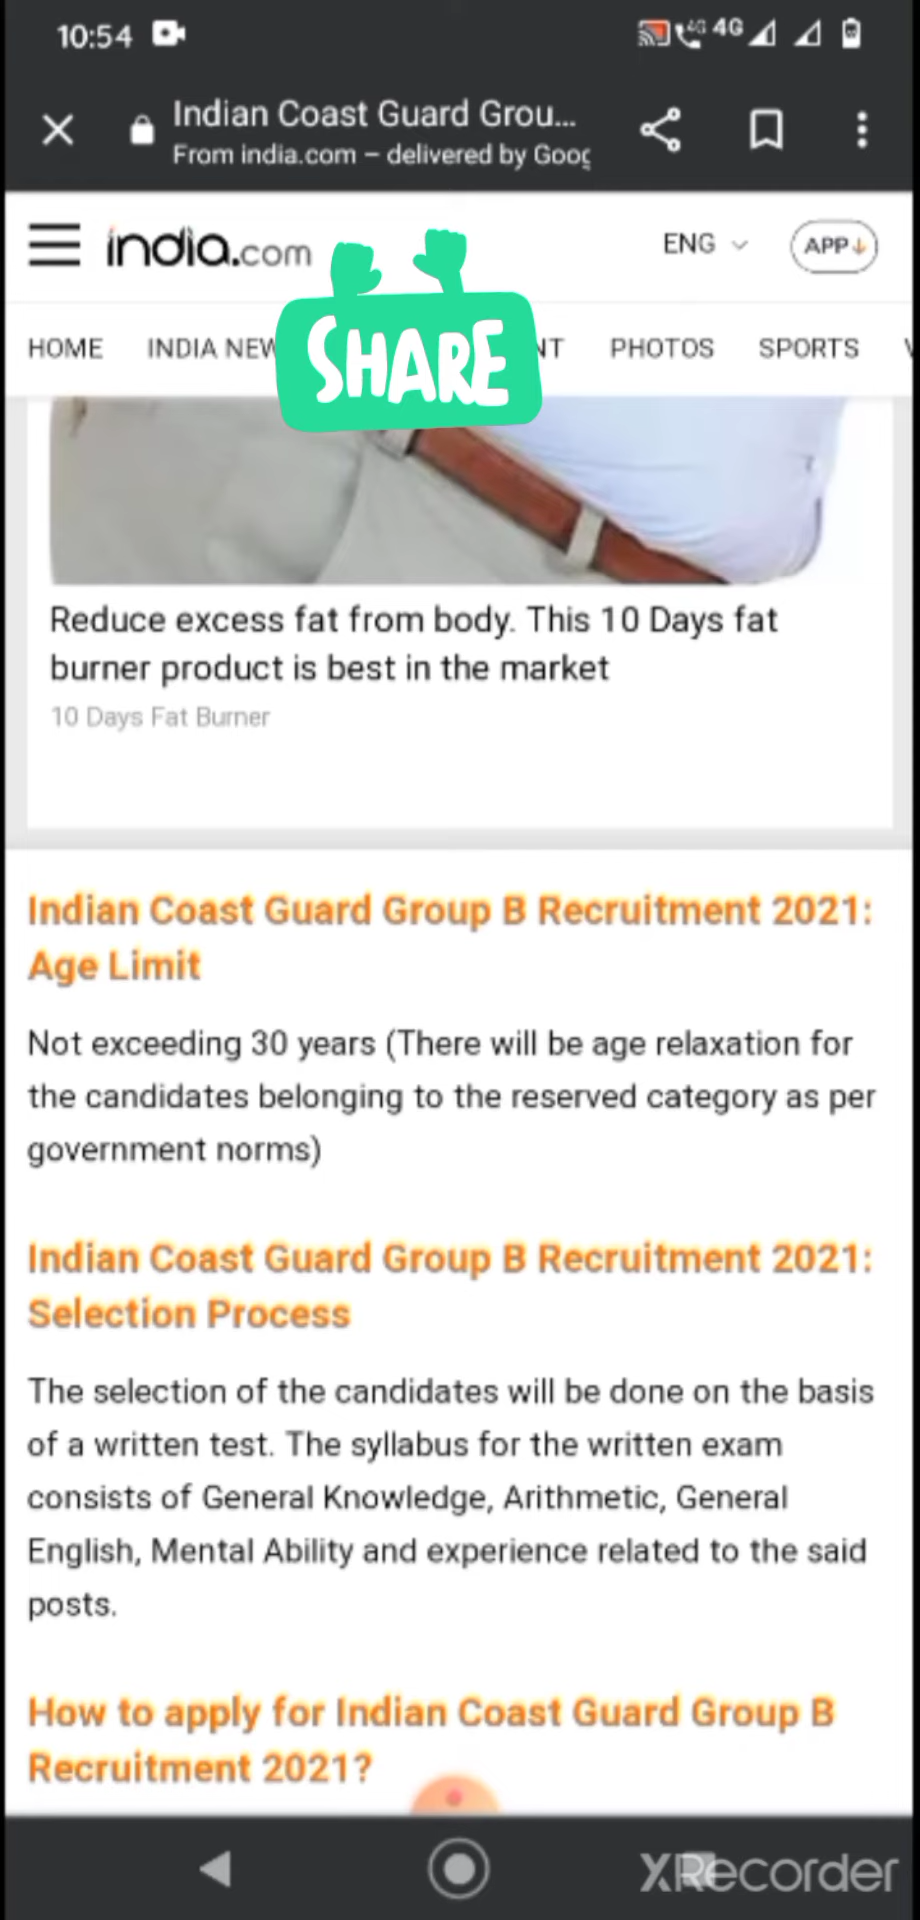 10:54
4G 4G
Indian Coast Guard Grou...
From india.com – delivered by Goog
india.com
ENG
APP
SHARE
HOME INDIA NEW NT PHOTOS SPORTS
Reduce excess fat from body. This 10 Days fat
burner product is best in the market
10 Days Fat Burner
Indian Coast Guard Group B Recruitment 2021:
Age Limit
Not exceeding 30 years (There will be age relaxation for
the candidates belonging to the reserved category as per
government norms)
Indian Coast Guard Group B Recruitment 2021:
Selection Process
The selection of the candidates will be done on the basis
of a written test. The syllabus for the written exam
consists of General Knowledge, Arithmetic, General
English, Mental Ability and experience related to the said
posts.
How to apply for Indian Coast Guard Group B
Recruitment 2021?
XRecorder